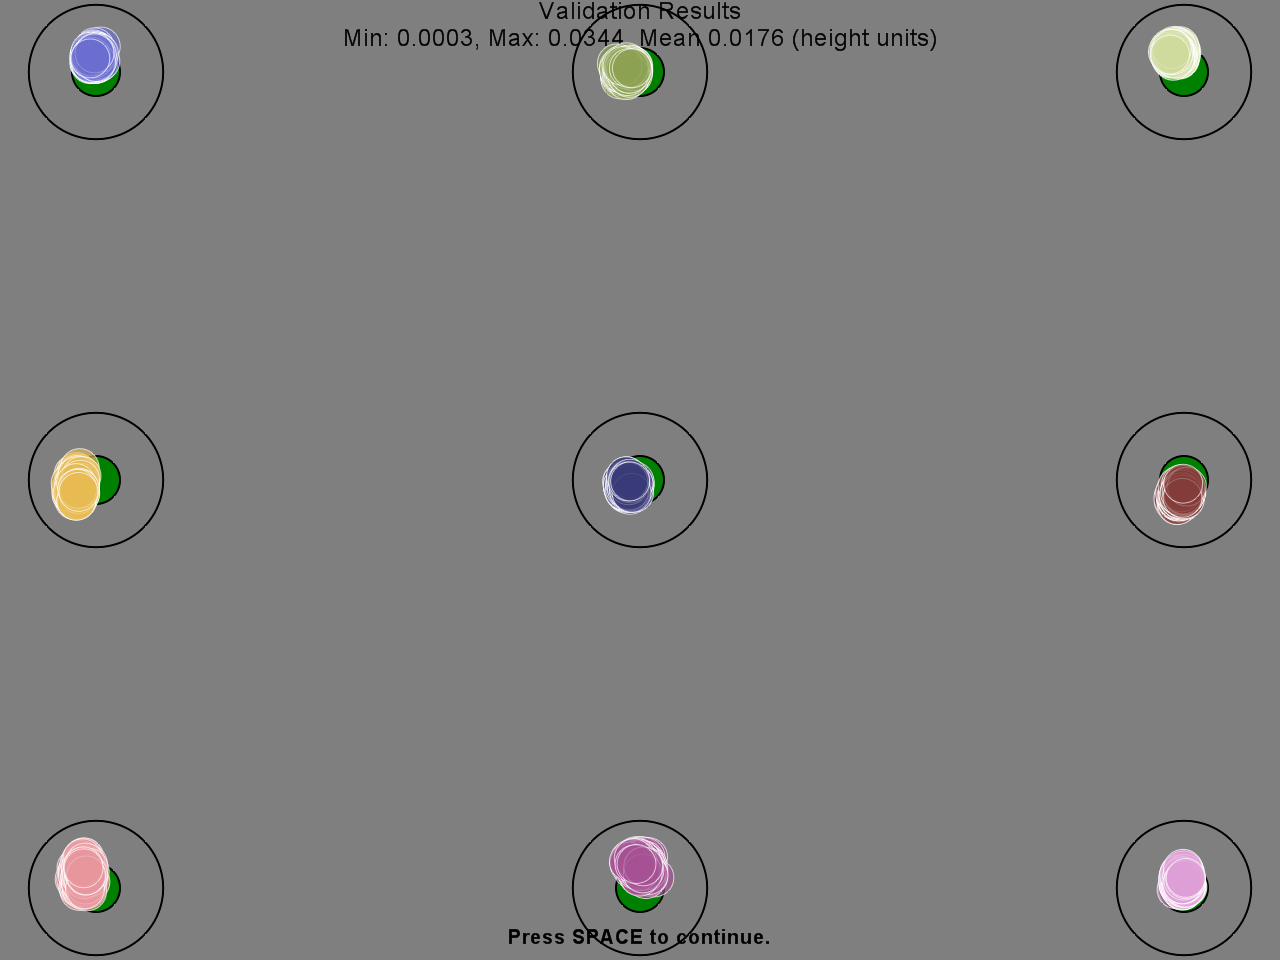 Validation Results
Min: 0.0003, Max: 0.0344, Mean 0.0176 (height units)
Press SPACE to continue.